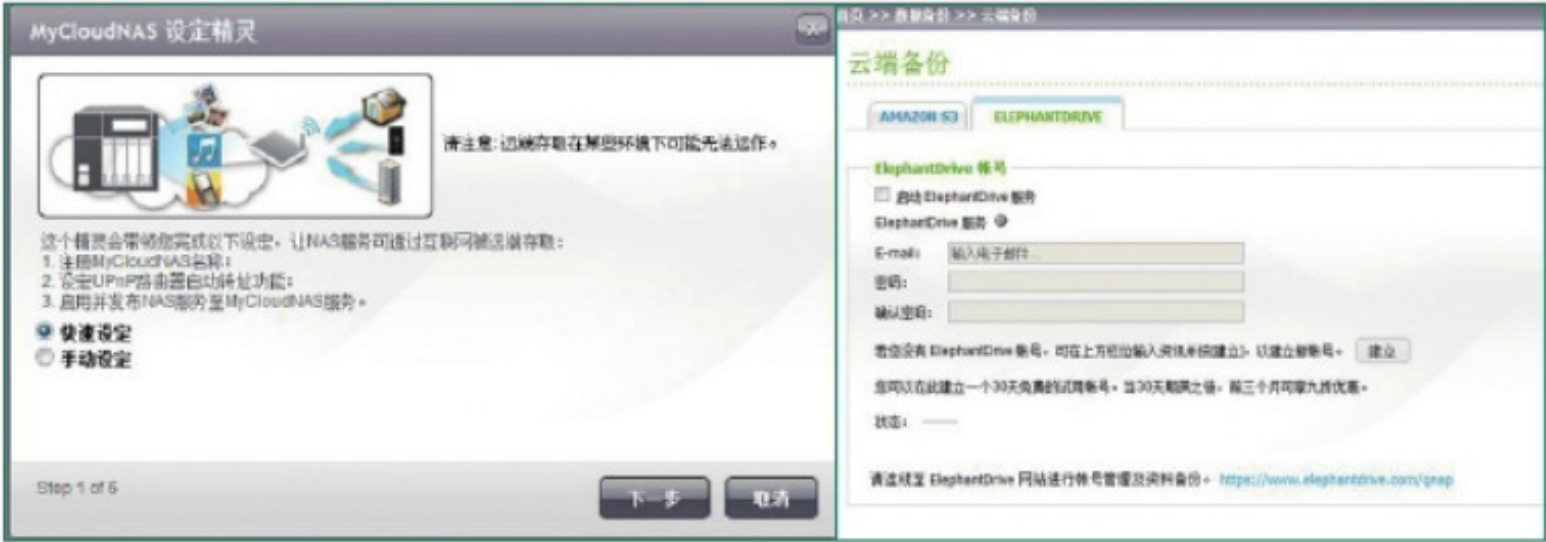 MyCloudNAS 设定精灵
请注意:远端存取在某些环境下可能无法运作。
这个精灵会带领您完成以下设定,让NAS服务可透过互联网被远端存取:
1. 注册MyCloudNAS名称;
2. 设定UPnP路由器自动转址功能;
3. 启用并发布NAS服务至MyCloudNAS服务。
快速设定
手动设定
Step 1 of 6
下一步
取消
首页 >> 数据备份 >> 云端备份
云端备份
AMAZON S3
ELEPHANTDRIVE
ElephantDrive 帐号
启动 ElephantDrive 服务
ElephantDrive 服务
E-mail: 输入电子邮件...
密码:
确认密码:
若您没有 ElephantDrive 帐号,可在上方栏位输入资讯并按[建立],以建立新帐号。 建立
您可以在此建立一个30天免费的试用帐号。当30天期满之后,前三个月可享九折优惠。
状态: ------
请连线至 ElephantDrive 网站进行帐号管理及资料备份。 https://www.elephantdrive.com/qnap